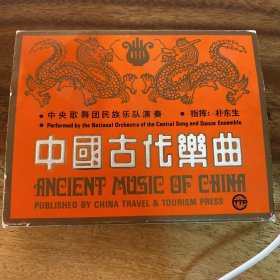 • 中央歌舞团民族乐队演奏 • 指挥：朴东生
• Performed by the National Orchestra of the Central Song and Dance Ensemble
中國古代樂曲
ANCIENT MUSIC OF CHINA
PUBLISHED BY CHINA TRAVEL & TOURISM PRESS